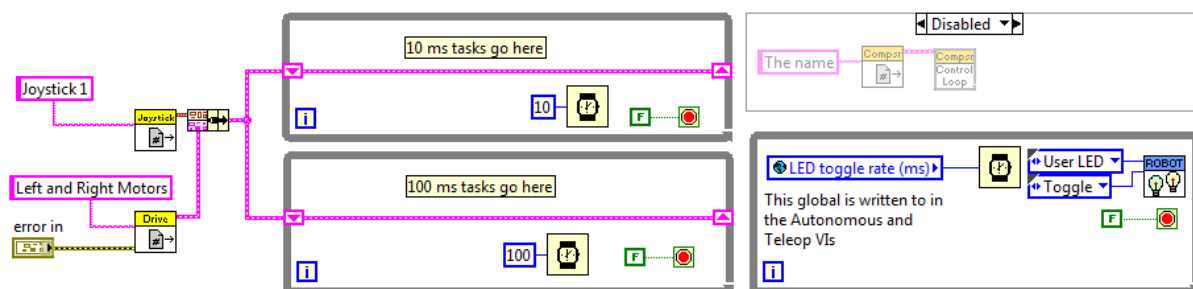 Joystick 1
Joystick
#
Left and Right Motors
Drive
#
error in
10 ms tasks go here
10
i
F
100 ms tasks go here
100
i
F
Disabled
The name
Compsr
#
Compsr
Control
Loop
LED toggle rate (ms)
User LED
Toggle
ROBOT
This global is written to in
the Autonomous and
Teleop VIs
F
i